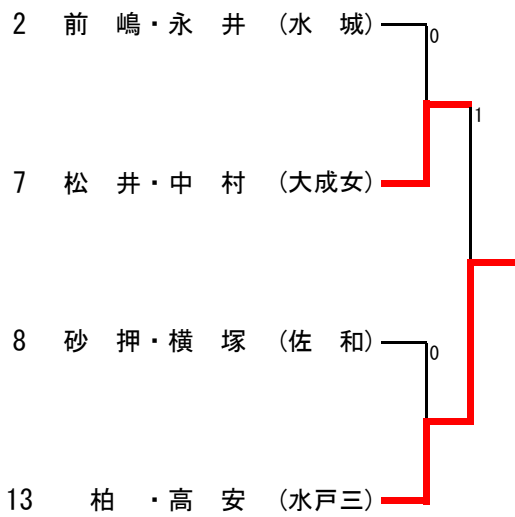 2 前 嶋・永 井 (水 城)
0
1
7 松 井・中 村 (大成女)
8 砂 押・横 塚 (佐 和)
0
13 柏 ・高 安 (水戸三)